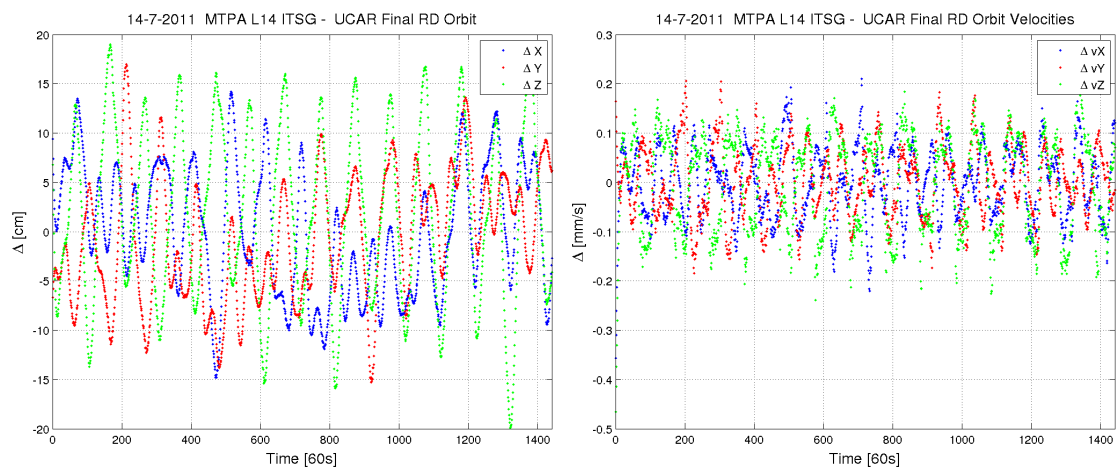 14-7-2011 MTPA L14 ITSG - UCAR Final RD Orbit
Δ X
Δ Y
Δ Z
20
15
10
5
0
-5
-10
-15
-20
Δ [cm]
0 200 400 600 800 1000 1200 1400
Time [60s]
14-7-2011 MTPA L14 ITSG - UCAR Final RD Orbit Velocities
Δ vX
Δ vY
Δ vZ
0.3
0.2
0.1
0
-0.1
-0.2
-0.3
-0.4
-0.5
Δ [mm/s]
0 200 400 600 800 1000 1200 1400
Time [60s]